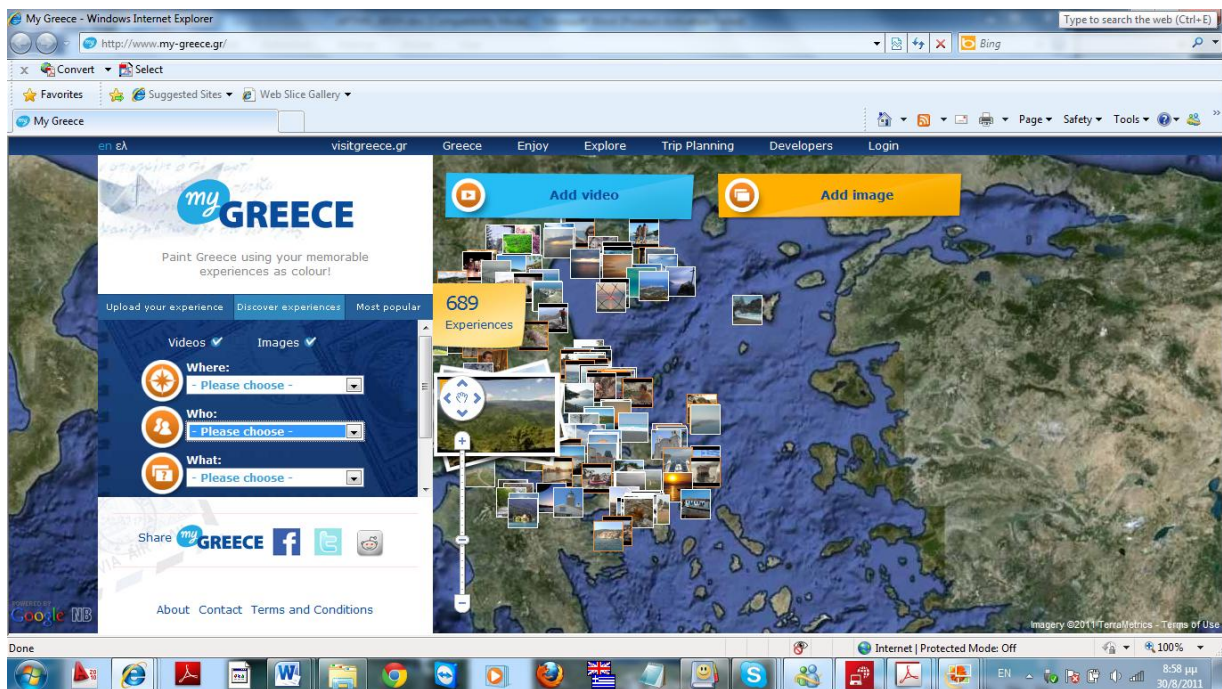 My Greece - Windows Internet Explorer
Type to search the web (Ctrl+E)
http://www.my-greece.gr/
Bing
x Convert Select
Favorites Suggested Sites Web Slice Gallery
My Greece
Page Safety Tools
en ελ visitgreece.gr Greece Enjoy Explore Trip Planning Developers Login
my GREECE
Paint Greece using your memorable
experiences as colour!
Add video
Add image
Upload your experience Discover experiences Most popular
689
Experiences
Videos Images
Where:
- Please choose -
Who:
- Please choose -
What:
- Please choose -
Share my GREECE
About Contact Terms and Conditions
POWERED BY
Google
Imagery ©2011 TerraMetrics - Terms of Use
Done
Internet | Protected Mode: Off
100%
EN
8:58 μμ
30/8/2011